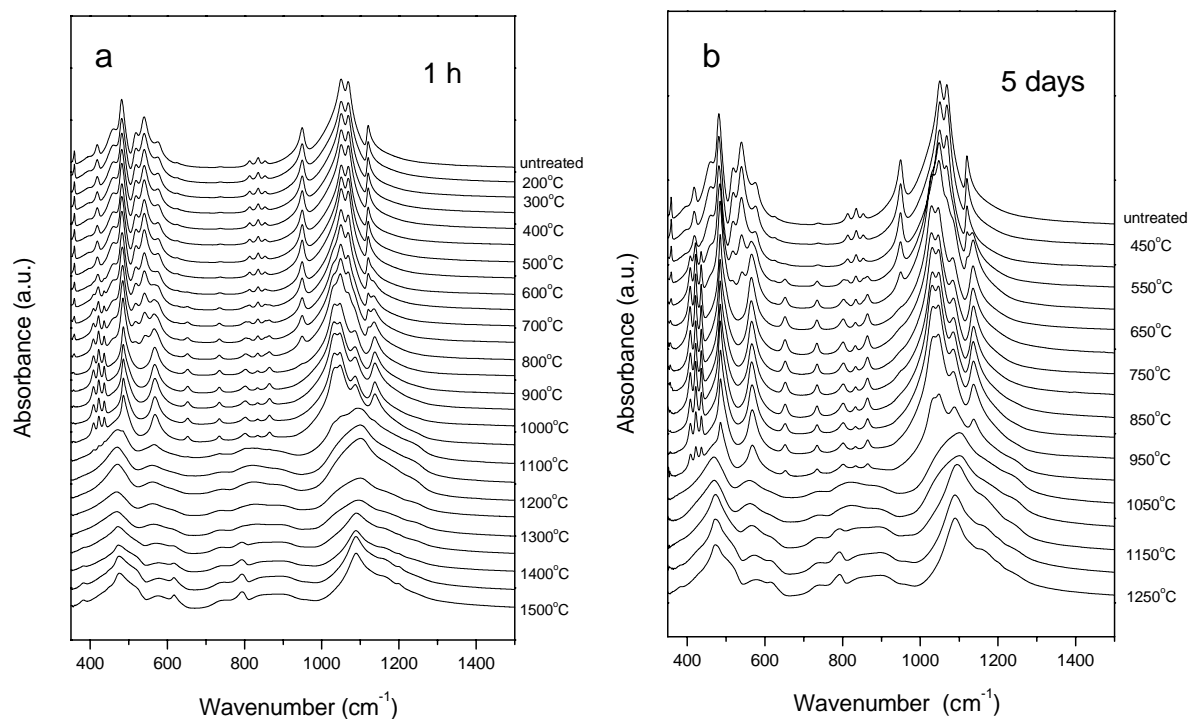 a
1 h
Absorbance (a.u.)
untreated
200°C
300°C
400°C
500°C
600°C
700°C
800°C
900°C
1000°C
1100°C
1200°C
1300°C
1400°C
1500°C
400 600 800 1000 1200 1400
Wavenumber (cm⁻¹)
b
5 days
Absorbance (a.u.)
untreated
450°C
550°C
650°C
750°C
850°C
950°C
1050°C
1150°C
1250°C
400 600 800 1000 1200 1400
Wavenumber (cm⁻¹)